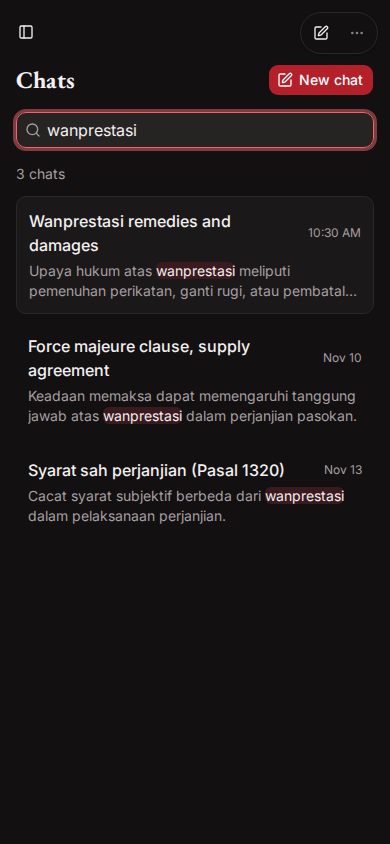 Chats
New chat
wanprestasi
3 chats
Wanprestasi remedies and
damages
10:30 AM
Upaya hukum atas wanprestasi meliputi
pemenuhan perikatan, ganti rugi, atau pembatal...
Force majeure clause, supply
agreement
Nov 10
Keadaan memaksa dapat memengaruhi tanggung
jawab atas wanprestasi dalam perjanjian pasokan.
Syarat sah perjanjian (Pasal 1320)
Nov 13
Cacat syarat subjektif berbeda dari wanprestasi
dalam pelaksanaan perjanjian.